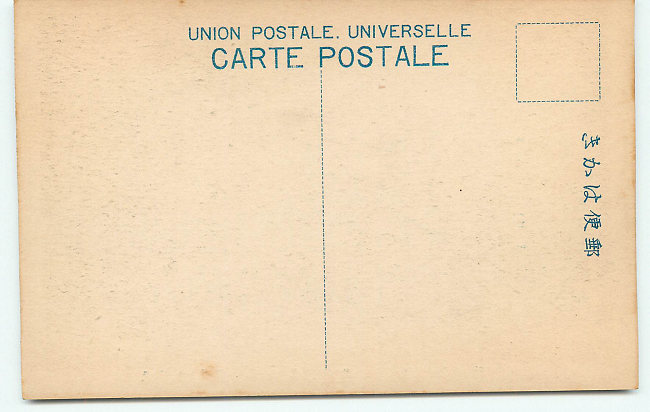 UNION POSTALE. UNIVERSELLE
CARTE POSTALE
郵便はかき